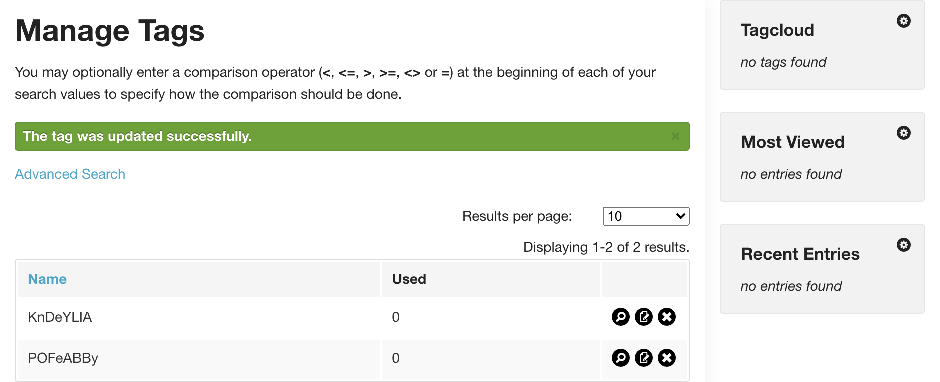 Manage Tags
You may optionally enter a comparison operator (<, <=, >, >=, <> or =) at the beginning of each of your
search values to specify how the comparison should be done.
The tag was updated successfully. ×
Advanced Search
Results per page: 10
Displaying 1-2 of 2 results.
Name Used
KnDeYLIA 0
POFeABBy 0
Tagcloud
no tags found
Most Viewed
no entries found
Recent Entries
no entries found